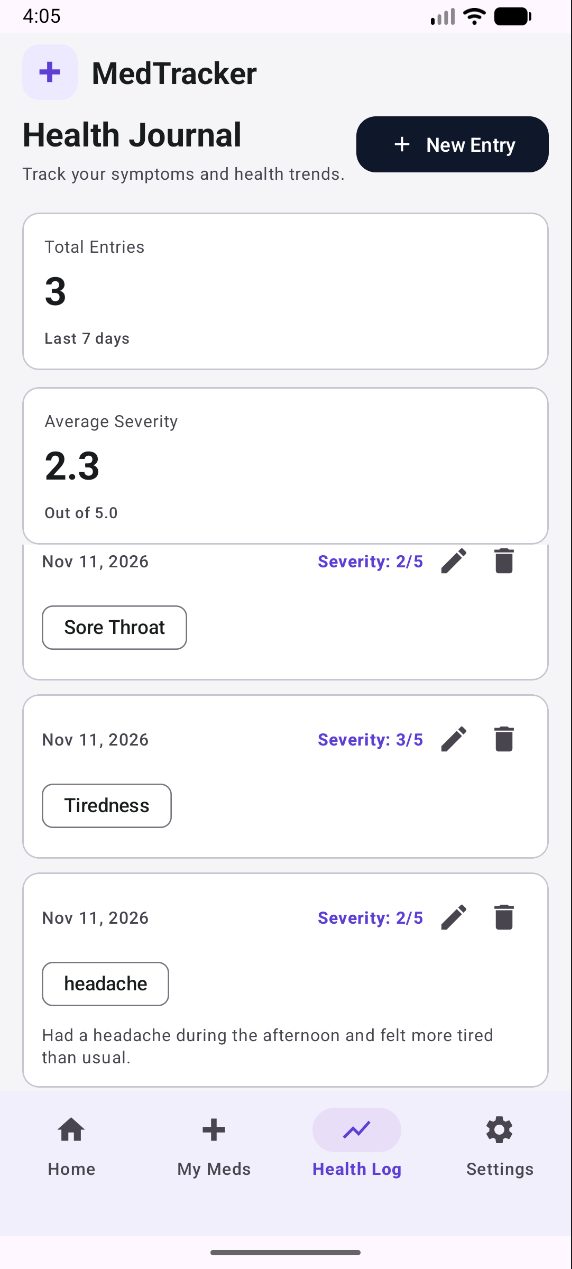 4:05
MedTracker
Health Journal
Track your symptoms and health trends.
New Entry
Total Entries
3
Last 7 days
Average Severity
2.3
Out of 5.0
Nov 11, 2026 Severity: 2/5
Sore Throat
Nov 11, 2026 Severity: 3/5
Tiredness
Nov 11, 2026 Severity: 2/5
headache
Had a headache during the afternoon and felt more tired
than usual.
Home My Meds Health Log Settings